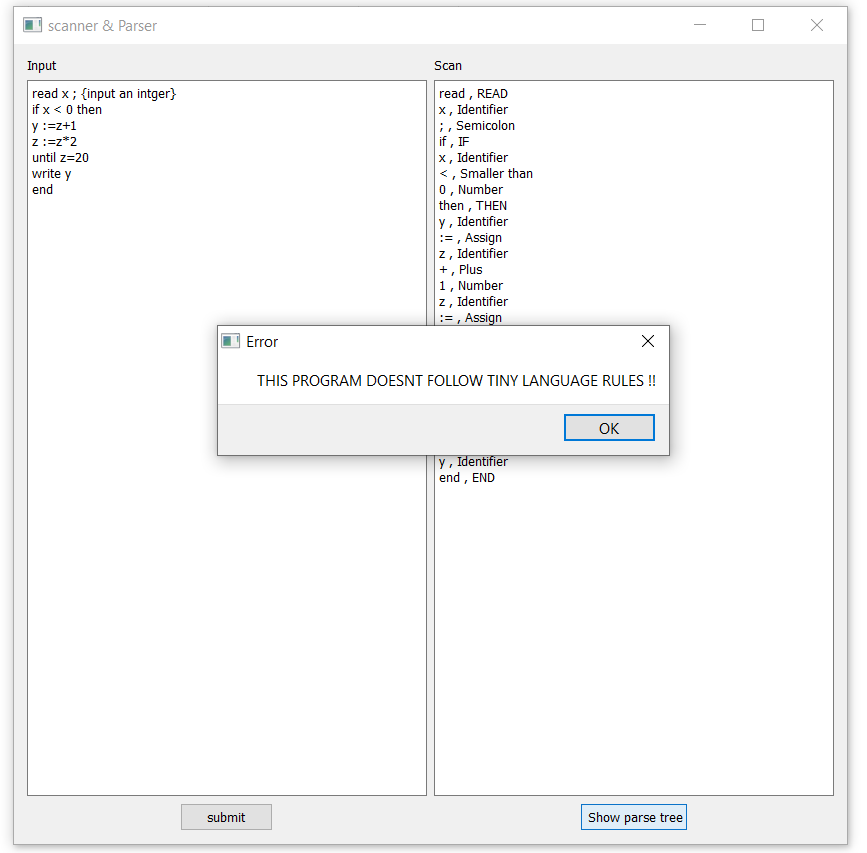 scanner & Parser
Input
read x ; {input an intger}
if x < 0 then
y :=z+1
z :=z*2
until z=20
write y
end
Scan
read , READ
x , Identifier
; , Semicolon
if , IF
x , Identifier
< , Smaller than
0 , Number
then , THEN
y , Identifier
:= , Assign
z , Identifier
+ , Plus
1 , Number
z , Identifier
:= , Assign
Error
THIS PROGRAM DOESNT FOLLOW TINY LANGUAGE RULES !!
OK
y , Identifier
end , END
submit
Show parse tree